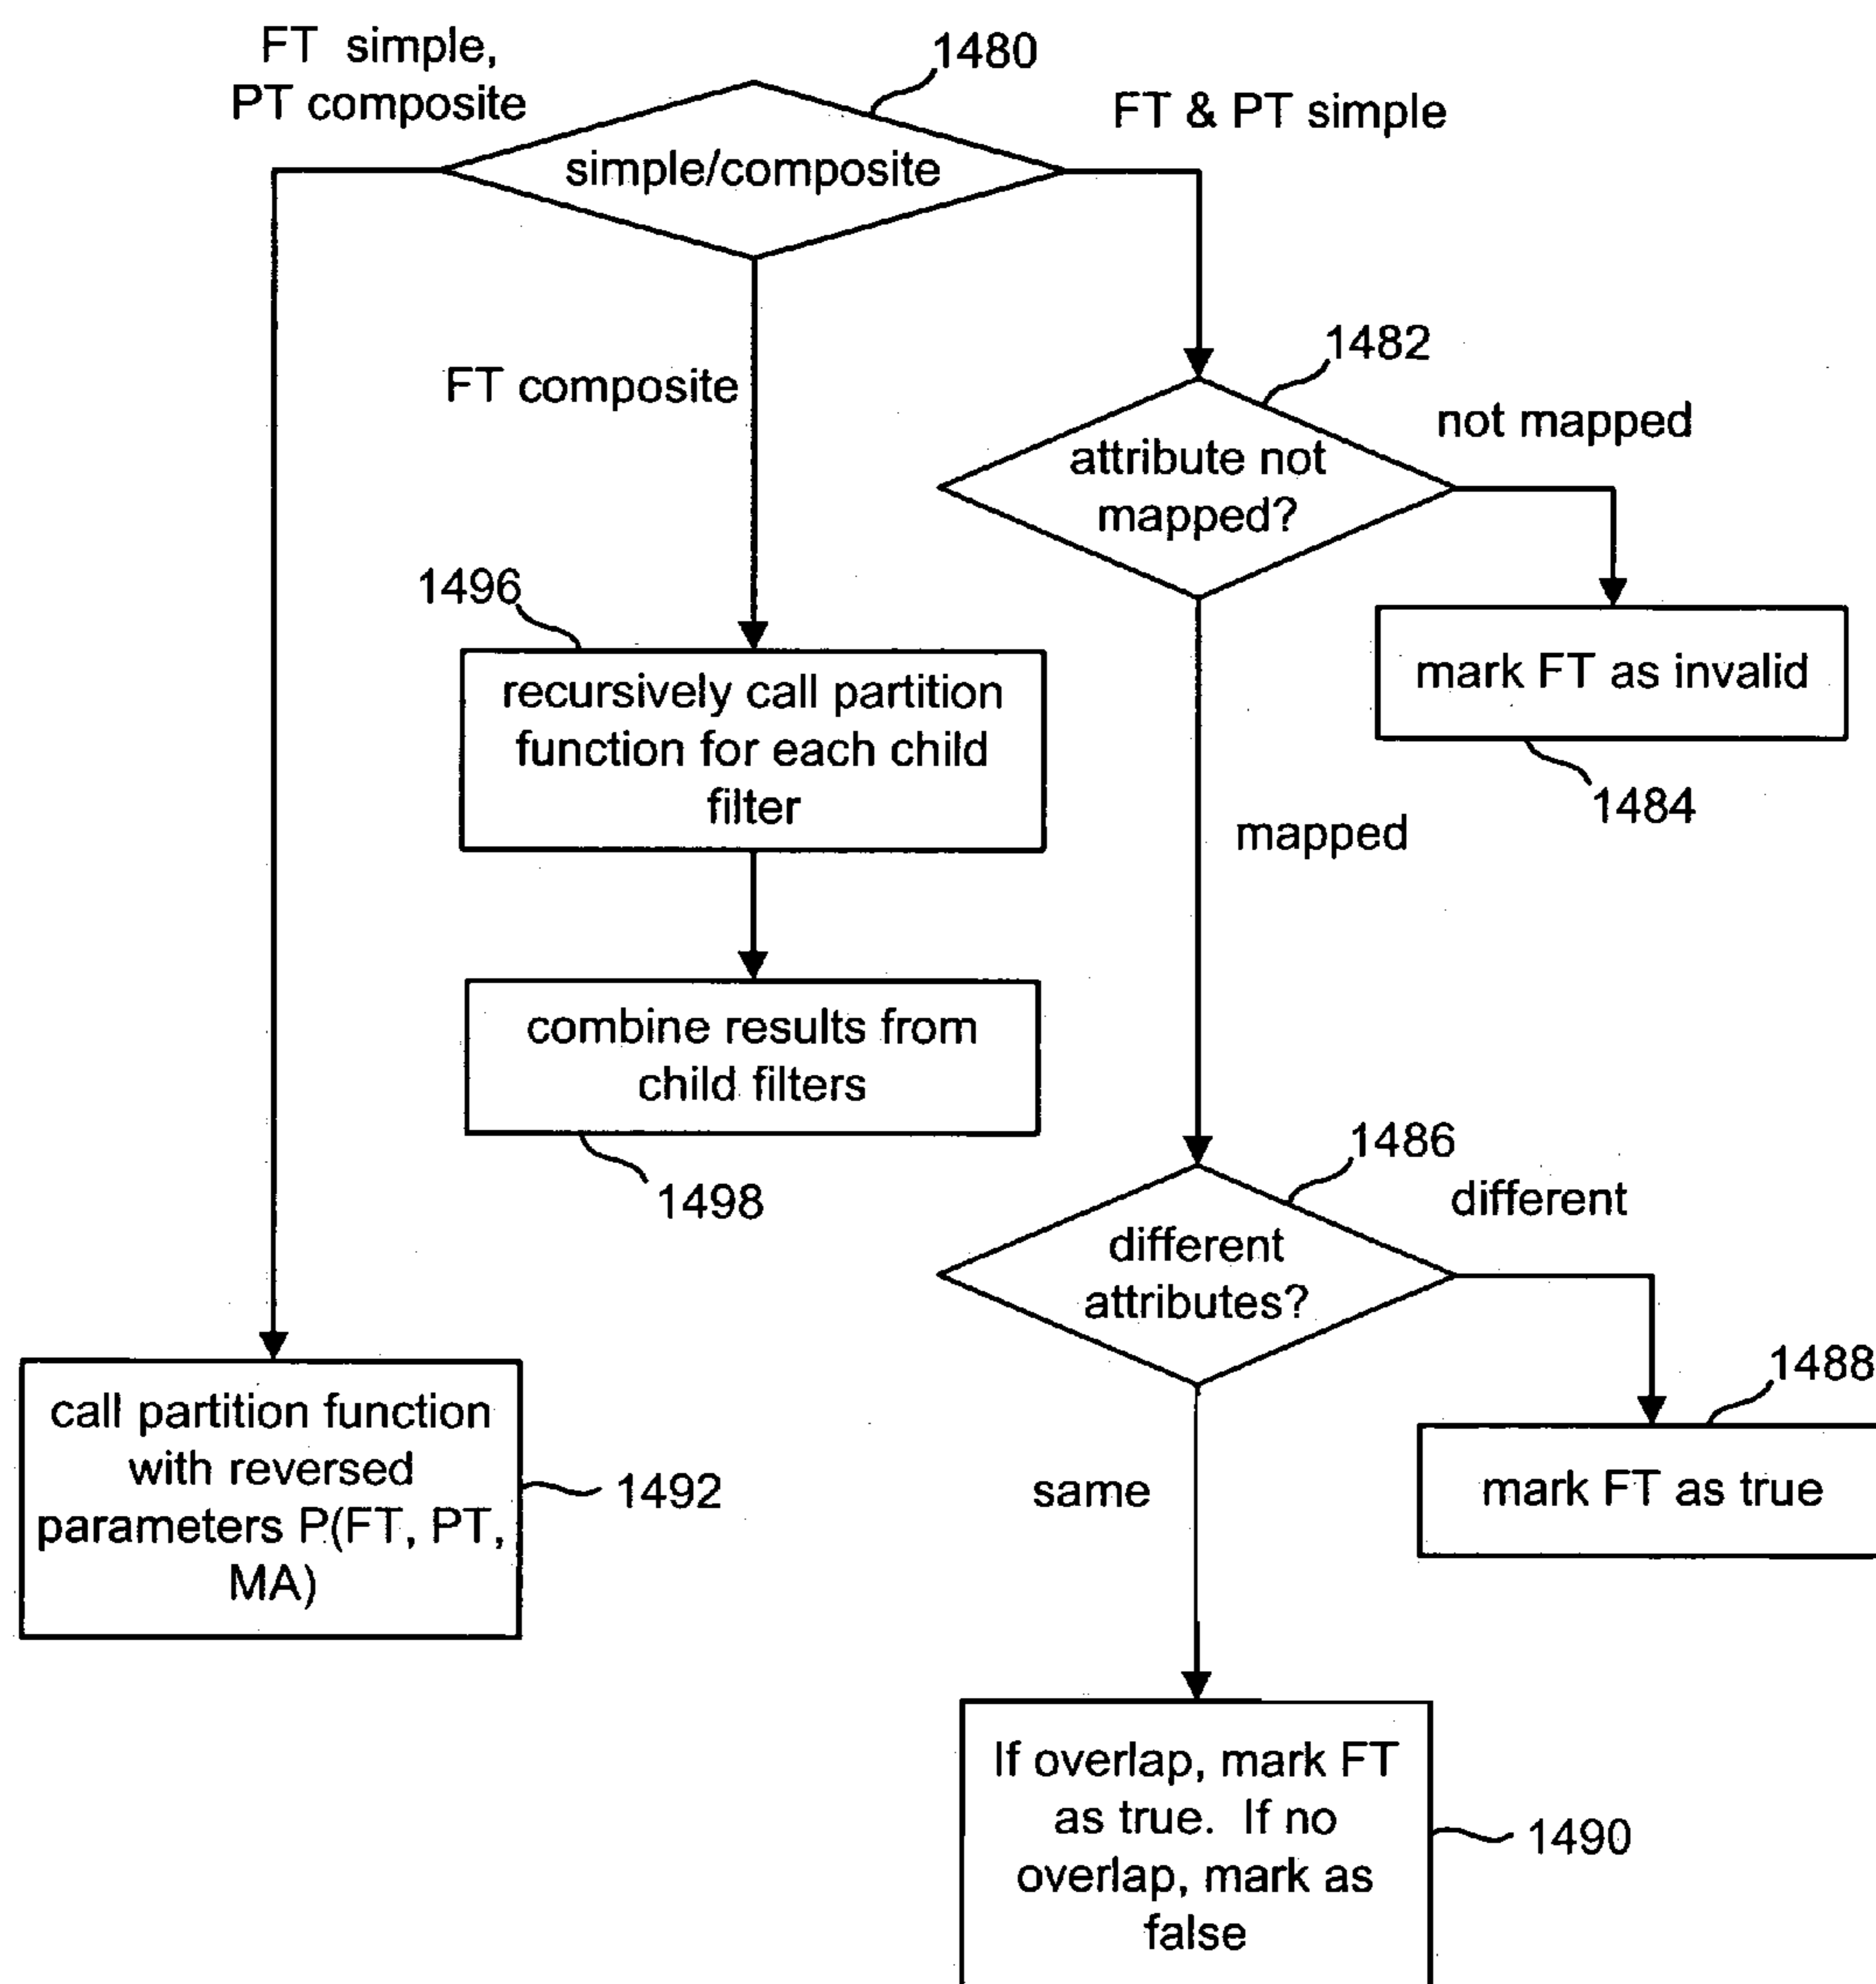 FT simple,
PT composite
1480
FT & PT simple
simple/composite
FT composite
1482
attribute not
mapped?
not mapped
1496
recursively call partition
function for each child
filter
mark FT as invalid
1484
mapped
combine results from
child filters
1498
1486
different
different
attributes?
1488
call partition function
with reversed
parameters P(FT, PT,
MA)
1492
same
mark FT as true
If overlap, mark FT
as true. If no
overlap, mark as
false
1490